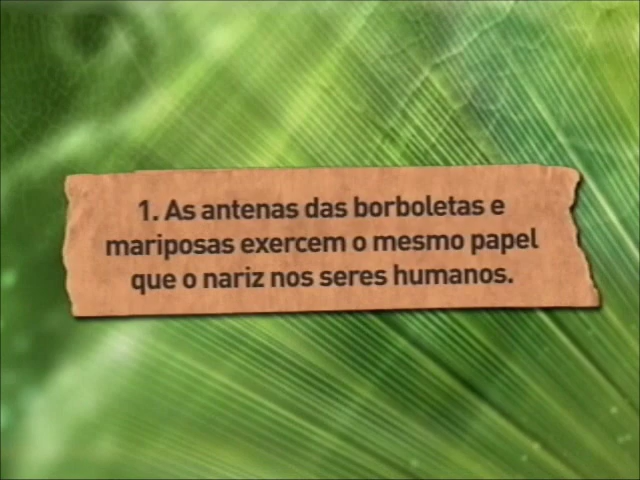 1. As antenas das borboletas e
mariposas exercem o mesmo papel
que o nariz nos seres humanos.